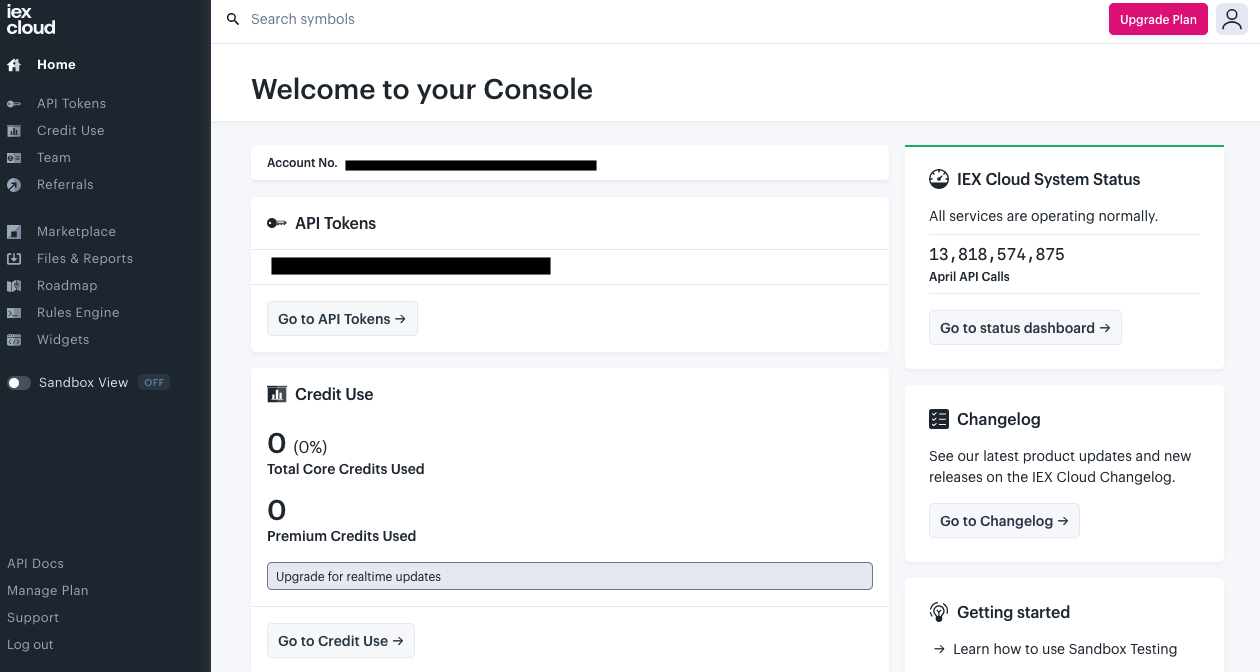 iex
cloud
Home
API Tokens
Credit Use
Team
Referrals
Marketplace
Files & Reports
Roadmap
Rules Engine
Widgets
Sandbox View OFF
API Docs
Manage Plan
Support
Log out
Search symbols
Upgrade Plan
Welcome to your Console
Account No.
API Tokens
Go to API Tokens →
Credit Use
0 (0%)
Total Core Credits Used
0
Premium Credits Used
Upgrade for realtime updates
Go to Credit Use →
IEX Cloud System Status
All services are operating normally.
13,818,574,875
April API Calls
Go to status dashboard →
Changelog
See our latest product updates and new
releases on the IEX Cloud Changelog.
Go to Changelog →
Getting started
→ Learn how to use Sandbox Testing